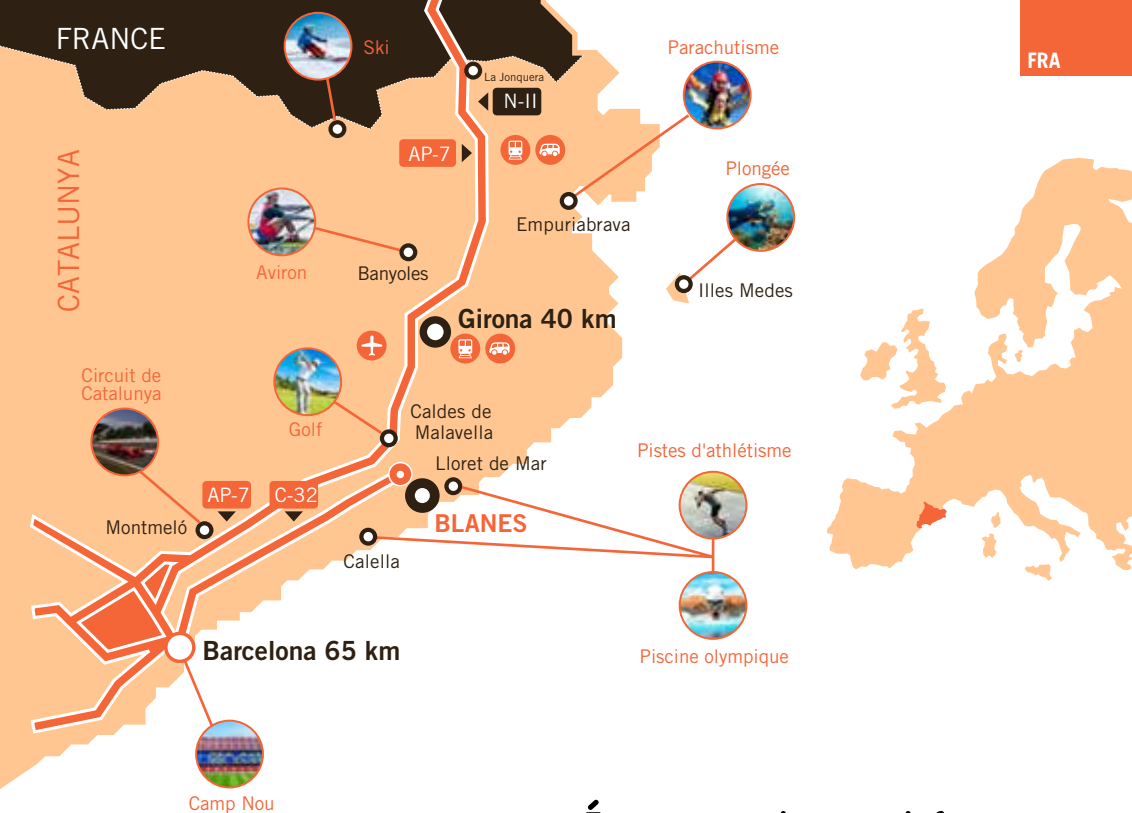 FRANCE
Ski
Parachutisme
FRA
La Jonquera
N-II
AP-7
CATALUNYA
Plongée
Empuriabrava
Aviron
Banyoles
Illes Medes
Girona 40 km
Circuit de
Catalunya
Golf
Caldes de
Malavella
Lloret de Mar
Pistes d'athlétisme
AP-7
C-32
Montmeló
BLANES
Calella
Barcelona 65 km
Piscine olympique
Camp Nou